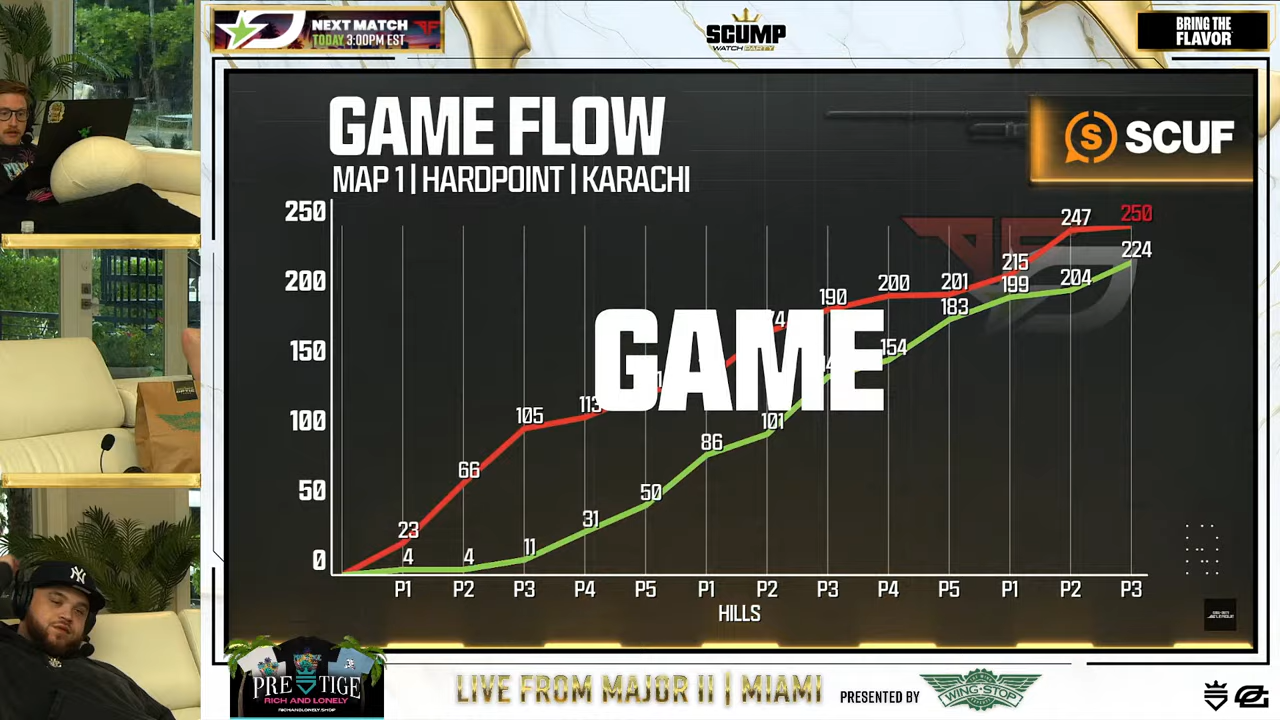 NEXT MATCH
TODAY 3:00PM EST
SCUMP
WATCH PARTY
BRING THE
FLAVOR
GAME FLOW
MAP 1 | HARDPOINT | KARACHI
SCUF
250
200
150
100
50
0
23
66
105
113
190
200
201
215
247
250
4
4
11
31
50
86
101
154
183
199
204
224
GAME
P1
P2
P3
P4
P5
P1
P2
P3
P4
P5
P1
P2
P3
HILLS
PRESTIGE
RICH AND LONELY
RICHANDLONELY.SHOP
LIVE FROM MAJOR II | MIAMI
PRESENTED BY
WING·STOP
NY